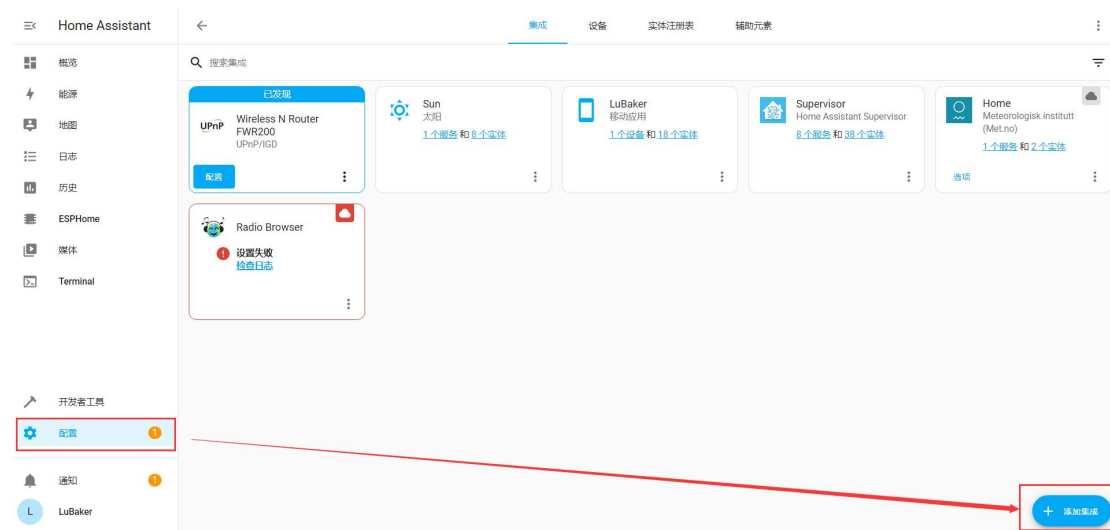 Home Assistant
概览
能源
地图
日志
历史
ESPHome
媒体
Terminal
开发者工具
配置 1
通知 1
L LuBaker
集成 设备 实体注册表 辅助元素
搜索集成
已发现
UPnP
Wireless N Router
FWR200
UPnP/IGD
配置
Sun
太阳
1 个服务 和 8 个实体
LuBaker
移动应用
1 个设备 和 18 个实体
Supervisor
Home Assistant Supervisor
8 个服务 和 38 个实体
Home
Meteorologisk institutt
(Met.no)
1 个服务 和 2 个实体
选项
Radio Browser
设置失败
检查日志
+ 添加集成